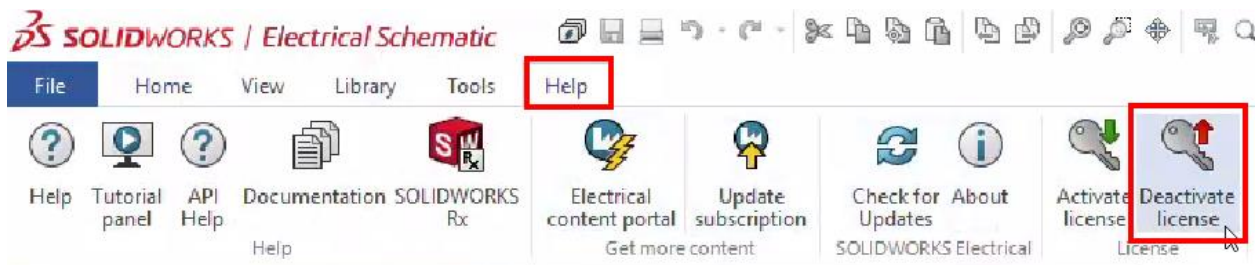 SOLIDWORKS | Electrical Schematic
File Home View Library Tools Help
Help Tutorial panel API Help Documentation SOLIDWORKS Rx Electrical content portal Update subscription Check for Updates About Activate license Deactivate license
Help Get more content SOLIDWORKS Electrical License